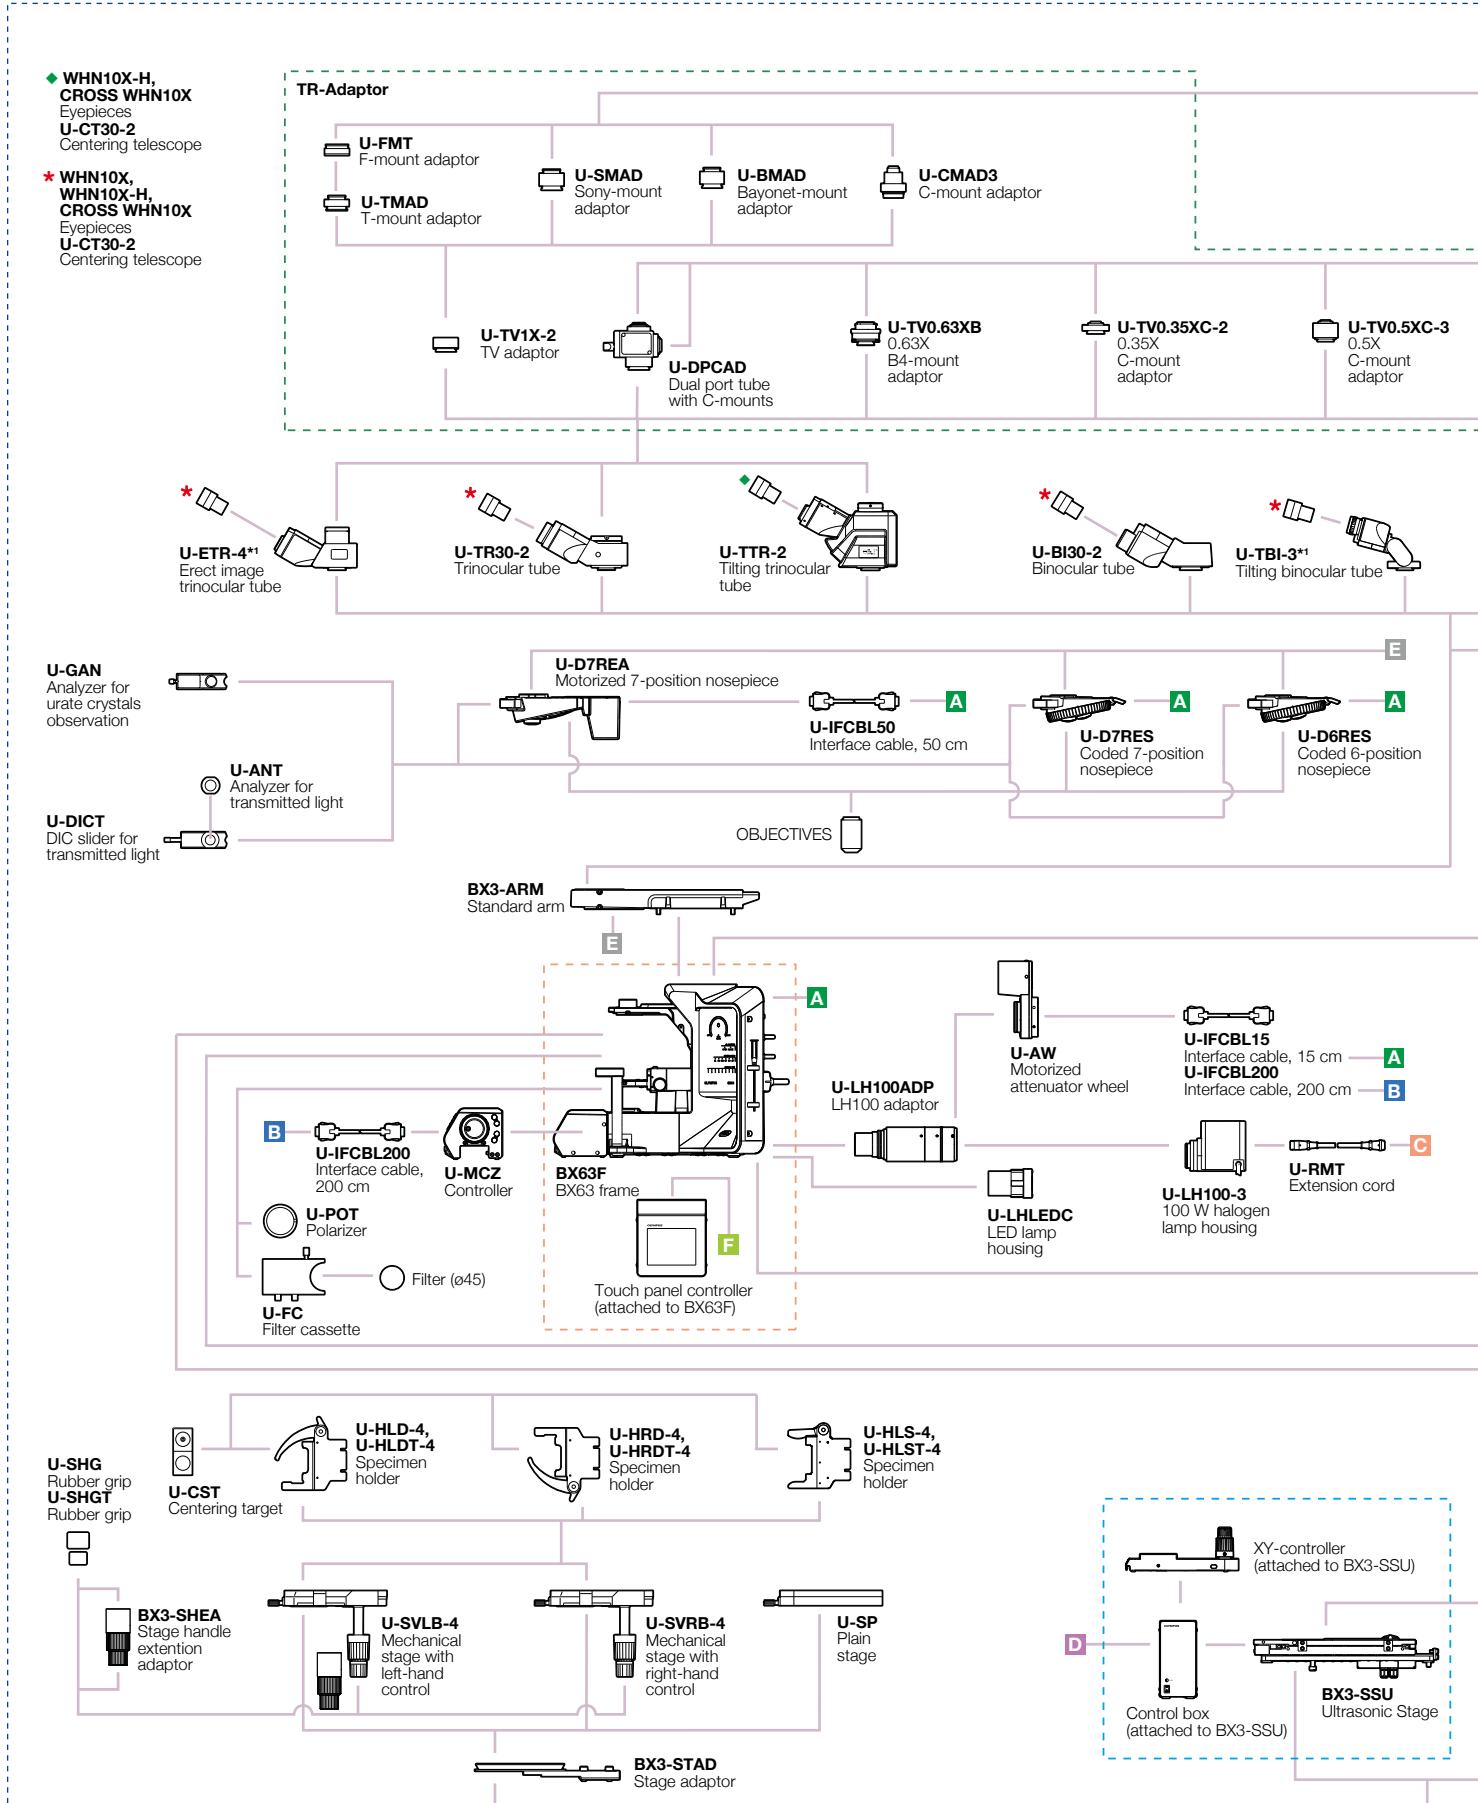 WHN10X-H,
CROSS WHN10X
Eyepieces
U-CT30-2
Centering telescope
* WHN10X,
WHN10X-H,
CROSS WHN10X
Eyepieces
U-CT30-2
Centering telescope
TR-Adaptor
U-FMT
F-mount adaptor
U-TMAD
T-mount adaptor
U-SMAD
Sony-mount
adaptor
U-BMAD
Bayonet-mount
adaptor
U-CMAD3
C-mount adaptor
U-TV1X-2
TV adaptor
U-DPCAD
Dual port tube
with C-mounts
U-TV0.63XB
0.63X
B4-mount
adaptor
U-TV0.35XC-2
0.35X
C-mount
adaptor
U-TV0.5XC-3
0.5X
C-mount
adaptor
*
U-ETR-4*1
Erect image
trinocular tube
*
U-TR30-2
Trinocular tube
U-TTR-2
Tilting trinocular
tube
*
U-BI30-2
Binocular tube
*
U-TBI-3*1
Tilting binocular tube
U-GAN
Analyzer for
urate crystals
observation
U-D7REA
Motorized 7-position nosepiece
E
U-IFCBL50
Interface cable, 50 cm
A
U-D7RES
Coded 7-position
nosepiece
A
U-D6RES
Coded 6-position
nosepiece
A
U-ANT
Analyzer for
transmitted light
U-DICT
DIC slider for
transmitted light
OBJECTIVES
BX3-ARM
Standard arm
E
A
U-AW
Motorized
attenuator wheel
U-IFCBL15
Interface cable, 15 cm
A
U-IFCBL200
Interface cable, 200 cm
B
U-LH100ADP
LH100 adaptor
B
U-IFCBL200
Interface cable,
200 cm
U-MCZ
Controller
BX63F
BX63 frame
U-LHLEDC
LED lamp
housing
U-LH100-3
100 W halogen
lamp housing
U-RMT
Extension cord
C
U-POT
Polarizer
U-FC
Filter cassette
Filter (ø45)
F
Touch panel controller
(attached to BX63F)
U-SHG
Rubber grip
U-SHGT
Rubber grip
U-CST
Centering target
U-HLD-4,
U-HLDT-4
Specimen
holder
U-HRD-4,
U-HRDT-4
Specimen
holder
U-HLS-4,
U-HLST-4
Specimen
holder
BX3-SHEA
Stage handle
extention
adaptor
U-SVLB-4
Mechanical
stage with
left-hand
control
U-SVRB-4
Mechanical
stage with
right-hand
control
U-SP
Plain
stage
XY-controller
(attached to BX3-SSU)
D
Control box
(attached to BX3-SSU)
BX3-SSU
Ultrasonic Stage
BX3-STAD
Stage adaptor